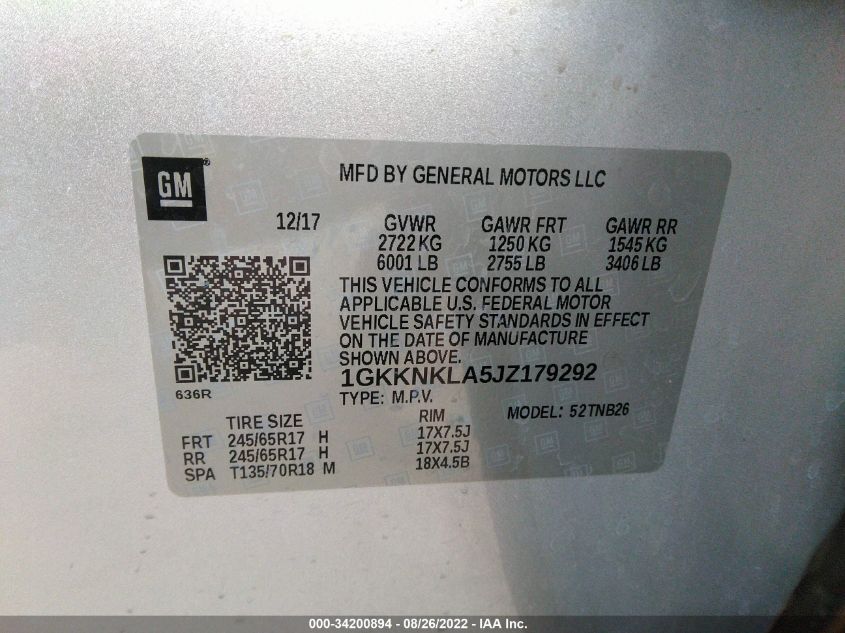 GM
MFD BY GENERAL MOTORS LLC
12/17 GVWR GAWR FRT GAWR RR
2722 KG 1250 KG 1545 KG
6001 LB 2755 LB 3406 LB
THIS VEHICLE CONFORMS TO ALL
APPLICABLE U.S. FEDERAL MOTOR
VEHICLE SAFETY STANDARDS IN EFFECT
ON THE DATE OF MANUFACTURE
SHOWN ABOVE.
1GKKNKLA5JZ179292
636R
TYPE: M.P.V. MODEL: 52TNB26
TIRE SIZE RIM
FRT 245/65R17 H 17X7.5J
RR 245/65R17 H 17X7.5J
SPA T135/70R18 M 18X4.5B
000-34200894 - 08/26/2022 - IAA Inc.